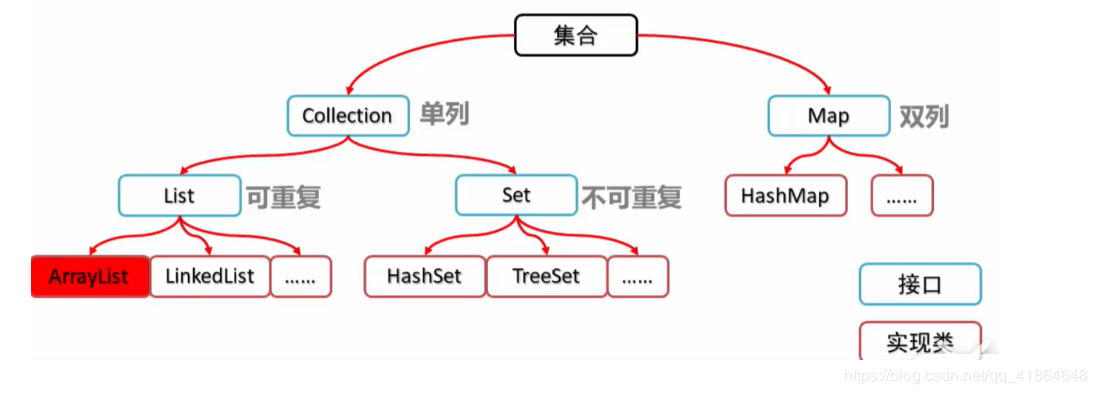 集合
Collection
单列
Map
双列
List
可重复
Set
不可重复
HashMap
......
ArrayList
LinkedList
......
HashSet
TreeSet
......
接口
实现类
https://blog.csdn.net/qq_41864648